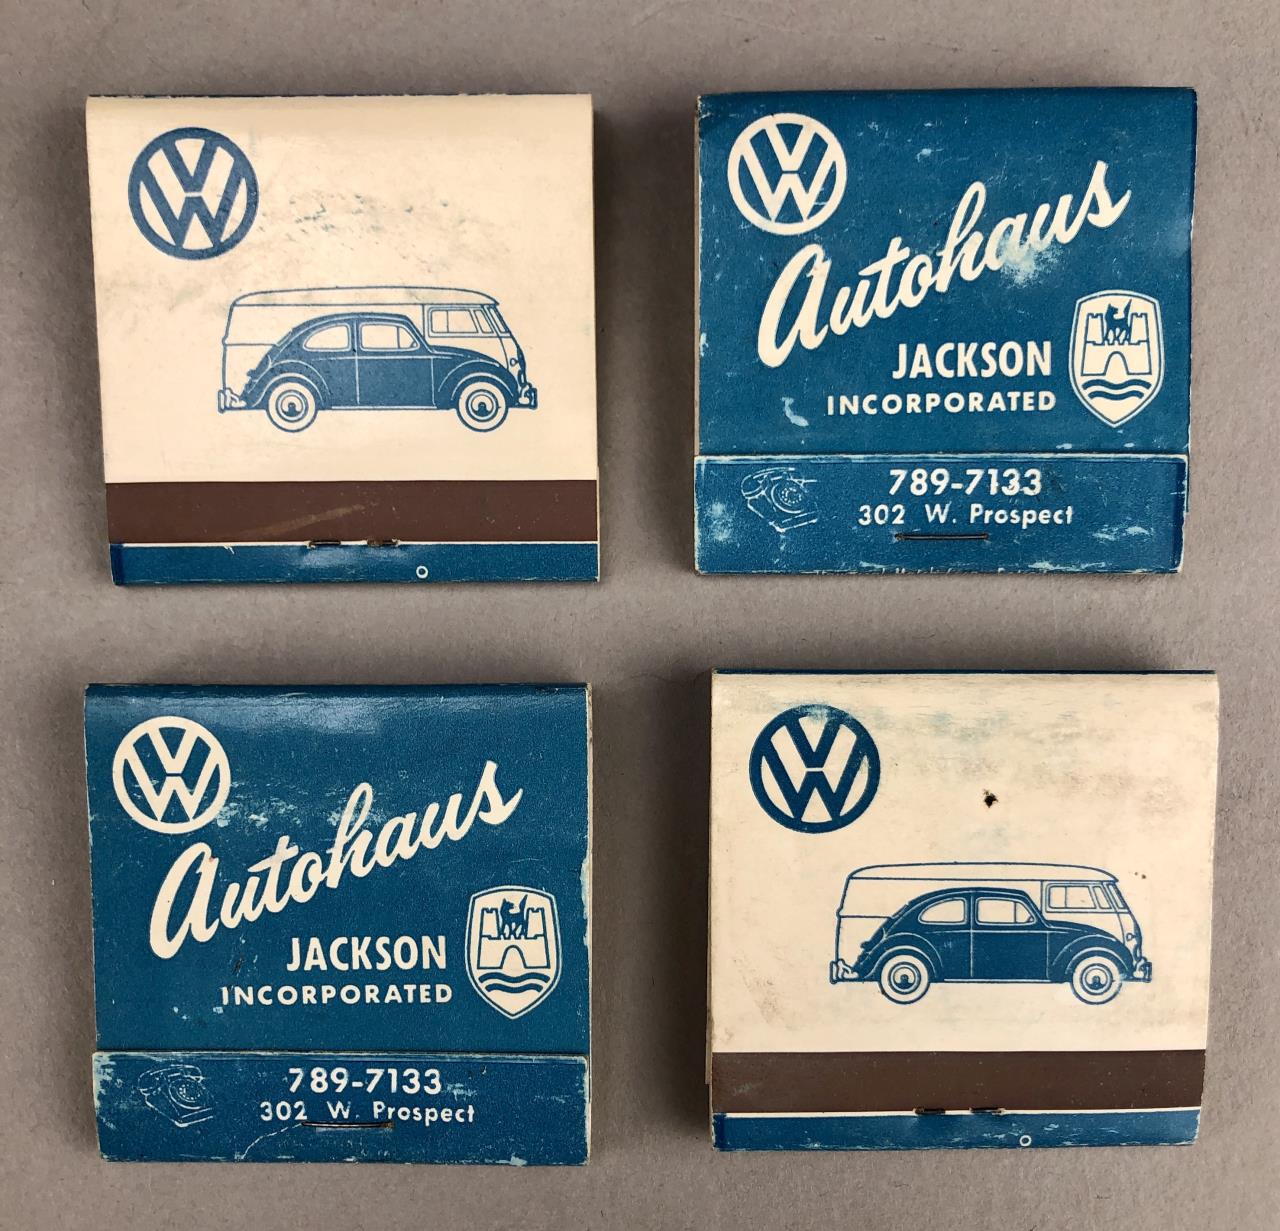 VW
VW
Autohaus
JACKSON
INCORPORATED
789-7133
302 W. Prospect
VW
Autohaus
JACKSON
INCORPORATED
789-7133
302 W. Prospect
VW